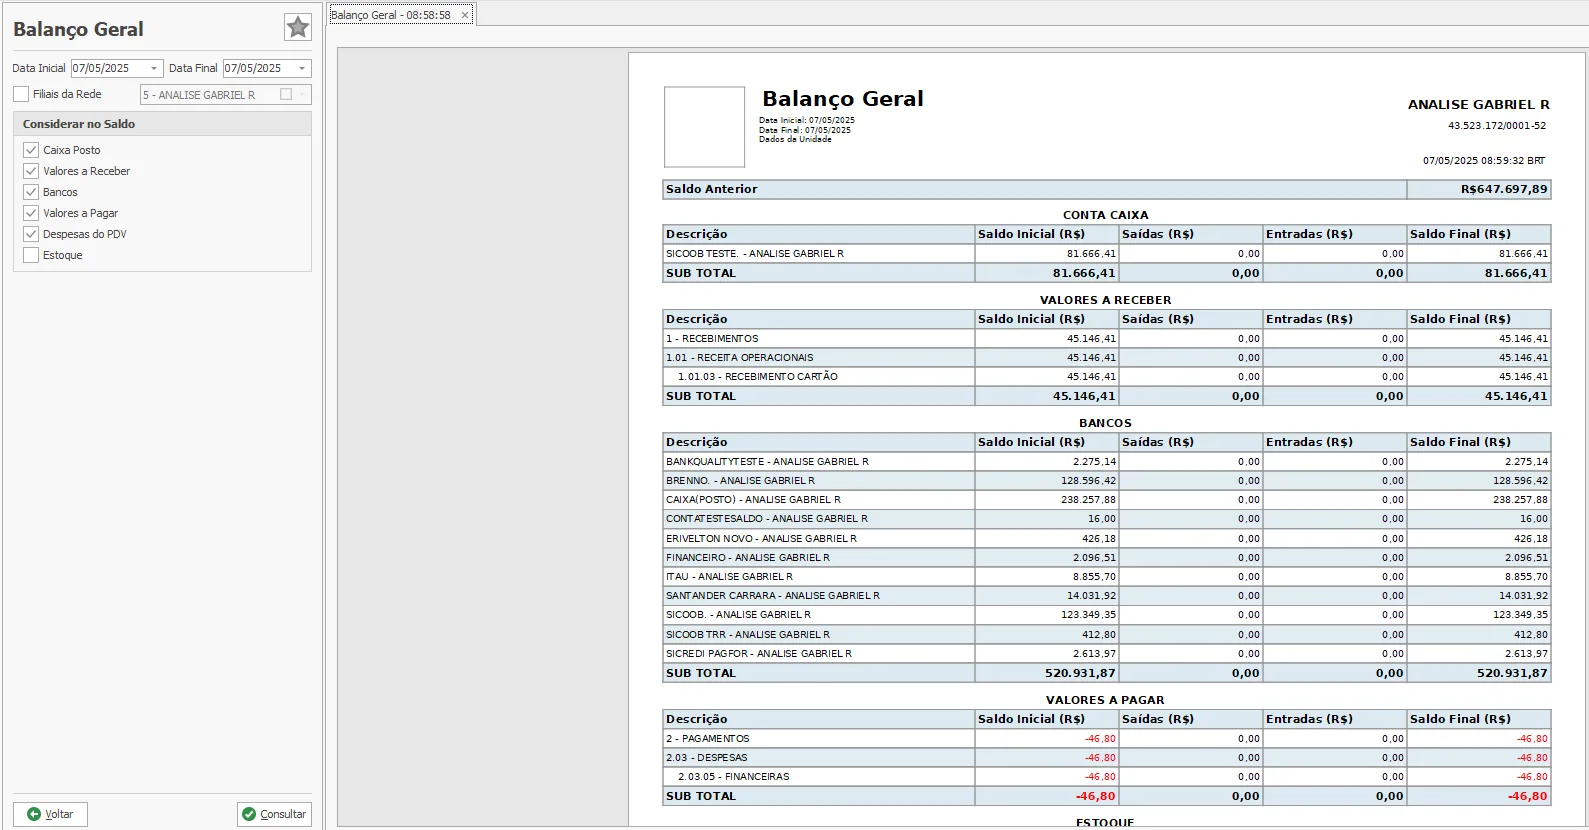 Balanço Geral
Data Inicial 07/05/2025 Data Final 07/05/2025
Filiais da Rede 5 - ANALISE GABRIEL R
Considerar no Saldo
Caixa Posto
Valores a Receber
Bancos
Valores a Pagar
Despesas do PDV
Estoque
Voltar Consultar
Balanço Geral - 08:58:58 ×
Balanço Geral
Data Inicial: 07/05/2025
Data Final: 07/05/2025
Dados da Unidade
ANALISE GABRIEL R
43.523.172/0001-52
07/05/2025 08:59:32 BRT
Saldo Anterior R$647.697,89
CONTA CAIXA
Descrição Saldo Inicial (R$) Saídas (R$) Entradas (R$) Saldo Final (R$)
SICOOB TESTE. - ANALISE GABRIEL R 81.666,41 0,00 0,00 81.666,41
SUB TOTAL 81.666,41 0,00 0,00 81.666,41
VALORES A RECEBER
Descrição Saldo Inicial (R$) Saídas (R$) Entradas (R$) Saldo Final (R$)
1 - RECEBIMENTOS 45.146,41 0,00 0,00 45.146,41
1.01 - RECEITA OPERACIONAIS 45.146,41 0,00 0,00 45.146,41
1.01.03 - RECEBIMENTO CARTÃO 45.146,41 0,00 0,00 45.146,41
SUB TOTAL 45.146,41 0,00 0,00 45.146,41
BANCOS
Descrição Saldo Inicial (R$) Saídas (R$) Entradas (R$) Saldo Final (R$)
BANKQUALITYTESTE - ANALISE GABRIEL R 2.275,14 0,00 0,00 2.275,14
BRENNO. - ANALISE GABRIEL R 128.596,42 0,00 0,00 128.596,42
CAIXA(POSTO) - ANALISE GABRIEL R 238.257,88 0,00 0,00 238.257,88
CONTATESTESALDO - ANALISE GABRIEL R 16,00 0,00 0,00 16,00
ERIVELTON NOVO - ANALISE GABRIEL R 426,18 0,00 0,00 426,18
FINANCEIRO - ANALISE GABRIEL R 2.096,51 0,00 0,00 2.096,51
ITAU - ANALISE GABRIEL R 8.855,70 0,00 0,00 8.855,70
SANTANDER CARRARA - ANALISE GABRIEL R 14.031,92 0,00 0,00 14.031,92
SICOOB. - ANALISE GABRIEL R 123.349,35 0,00 0,00 123.349,35
SICOOB TRR - ANALISE GABRIEL R 412,80 0,00 0,00 412,80
SICREDI PAGFOR - ANALISE GABRIEL R 2.613,97 0,00 0,00 2.613,97
SUB TOTAL 520.931,87 0,00 0,00 520.931,87
VALORES A PAGAR
Descrição Saldo Inicial (R$) Saídas (R$) Entradas (R$) Saldo Final (R$)
2 - PAGAMENTOS -46,80 0,00 0,00 -46,80
2.03 - DESPESAS -46,80 0,00 0,00 -46,80
2.03.05 - FINANCEIRAS -46,80 0,00 0,00 -46,80
SUB TOTAL -46,80 0,00 0,00 -46,80
ESTOQUE